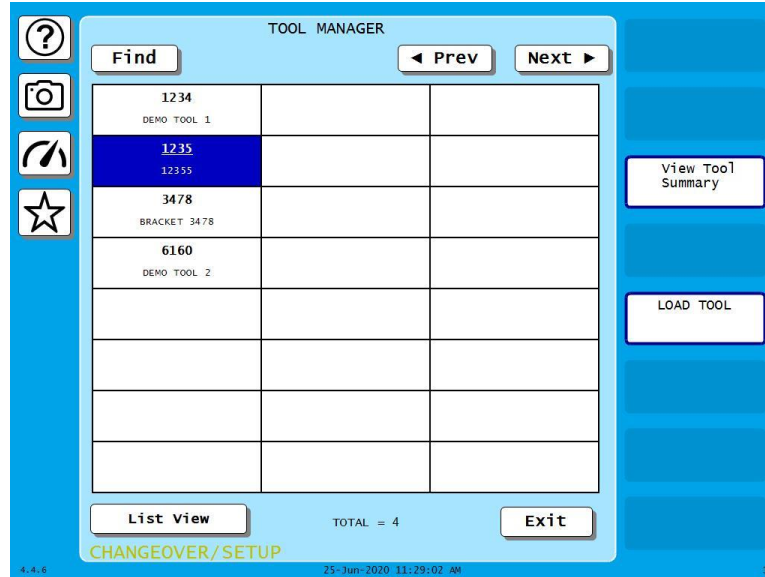 TOOL MANAGER
Find
◄ Prev
Next ►
1234
DEMO TOOL 1
1235
12355
3478
BRACKET 3478
6160
DEMO TOOL 2
View Tool
Summary
LOAD TOOL
List View
TOTAL = 4
Exit
CHANGEOVER/SETUP
4.4.6
25-Jun-2020 11:29:02 AM